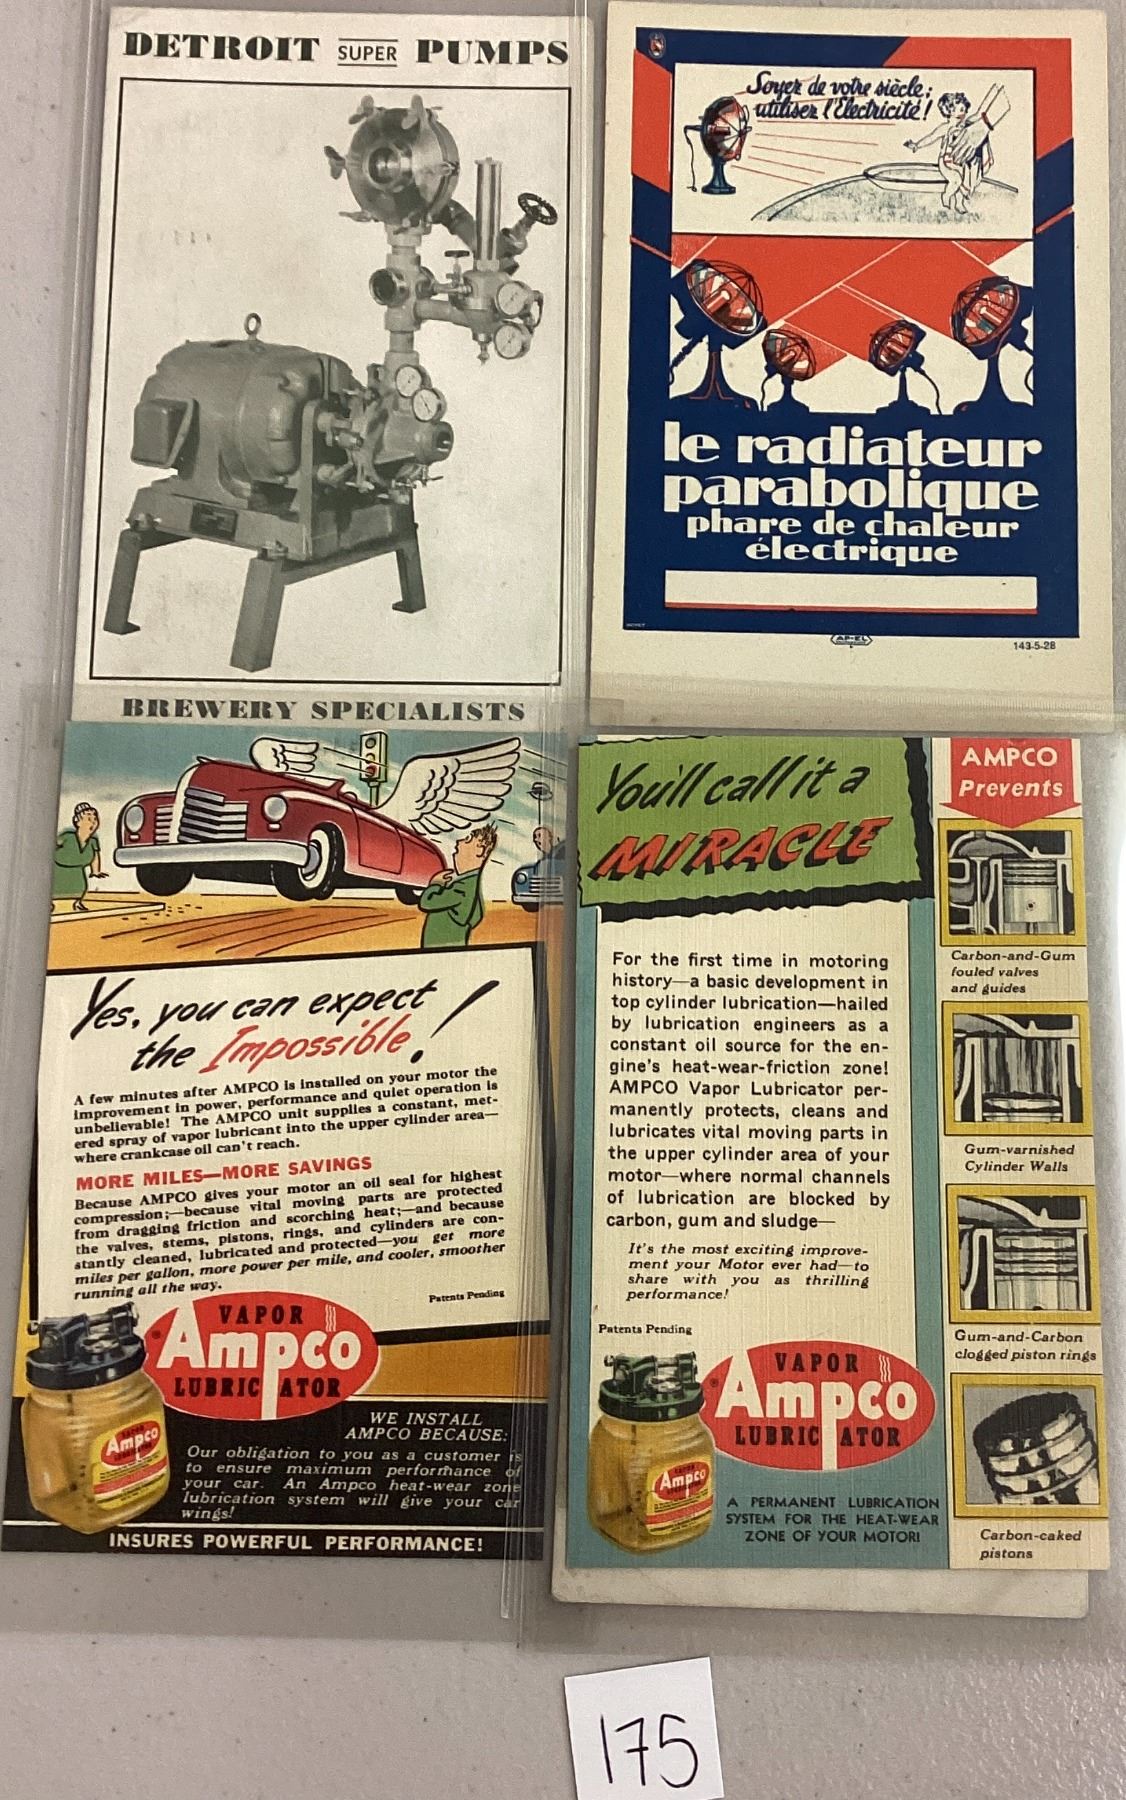 DETROIT SUPER PUMPS
BREWERY SPECIALISTS
Soyez de votre siècle;
utilisez l'Électricité!
le radiateur
parabolique
phare de chaleur
électrique
AP-EL
143-5-28
Yes, you can expect
the Impossible!
A few minutes after AMPCO is installed on your motor the
improvement in power, performance and quiet operation is
unbelievable! The AMPCO unit supplies a constant, met-
ered spray of vapor lubricant into the upper cylinder area—
where crankcase oil can't reach.
MORE MILES—MORE SAVINGS
Because AMPCO gives your motor an oil seal for highest
compression;—because vital moving parts are protected
from dragging friction and scorching heat;—and because
the valves, stems, pistons, rings, and cylinders are con-
stantly cleaned, lubricated and protected—you get more
miles per gallon, more power per mile, and cooler, smoother
running all the way.
Patents Pending
VAPOR
Ampco
LUBRICATOR
VAPOR
Ampco
LUBRICATOR
WE INSTALL
AMPCO BECAUSE:
Our obligation to you as a customer is
to ensure maximum performance of
your car. An Ampco heat-wear zone
lubrication system will give your car
wings!
INSURES POWERFUL PERFORMANCE!
You'll call it a
MIRACLE
For the first time in motoring
history—a basic development in
top cylinder lubrication—hailed
by lubrication engineers as a
constant oil source for the en-
gine's heat-wear-friction zone!
AMPCO Vapor Lubricator per-
manently protects, cleans and
lubricates vital moving parts in
the upper cylinder area of your
motor—where normal channels
of lubrication are blocked by
carbon, gum and sludge—
It's the most exciting improve-
ment your Motor ever had—to
share with you as thrilling
performance!
Patents Pending
VAPOR
Ampco
LUBRICATOR
VAPOR
Ampco
LUBRICATOR
A PERMANENT LUBRICATION
SYSTEM FOR THE HEAT-WEAR
ZONE OF YOUR MOTOR!
AMPCO
Prevents
Carbon-and-Gum
fouled valves
and guides
Gum-varnished
Cylinder Walls
Gum-and-Carbon
clogged piston rings
Carbon-caked
pistons
175